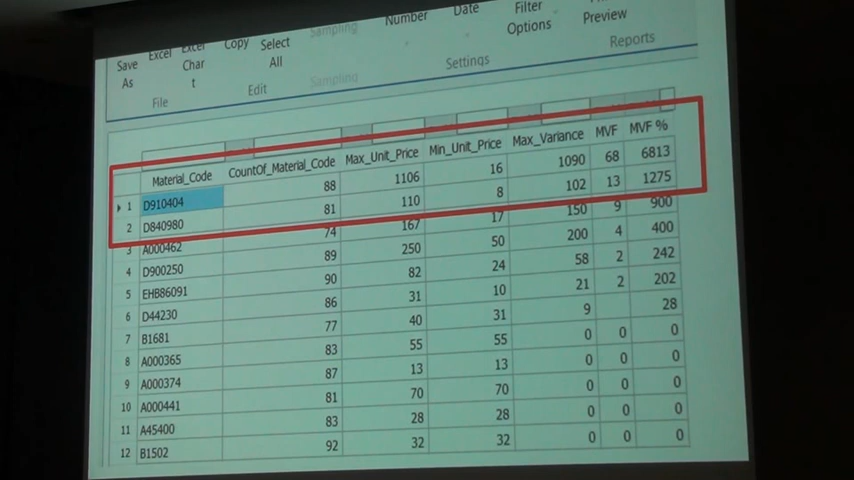 Save As
Excel
Excel Chart
Copy
Select All
Sampling
Number
Date
Filter Options
Preview
File
Edit
Sampling
Settings
Reports
Material_Code CountOf_Material_Code Max_Unit_Price Min_Unit_Price Max_Variance MVF MVF %
1 D910404 88 1106 16 1090 68 6813
2 D840980 81 110 8 102 13 1275
3 A000462 74 167 17 150 9 900
4 D900250 89 250 50 200 4 400
5 EHB86091 90 82 24 58 2 242
6 D44230 86 31 10 21 2 202
7 B1681 77 40 31 9 28
8 A000365 83 55 55 0 0 0
9 A000374 87 13 13 0 0 0
10 A000441 81 70 70 0 0 0
11 A45400 83 28 28 0 0 0
12 B1502 92 32 32 0 0 0